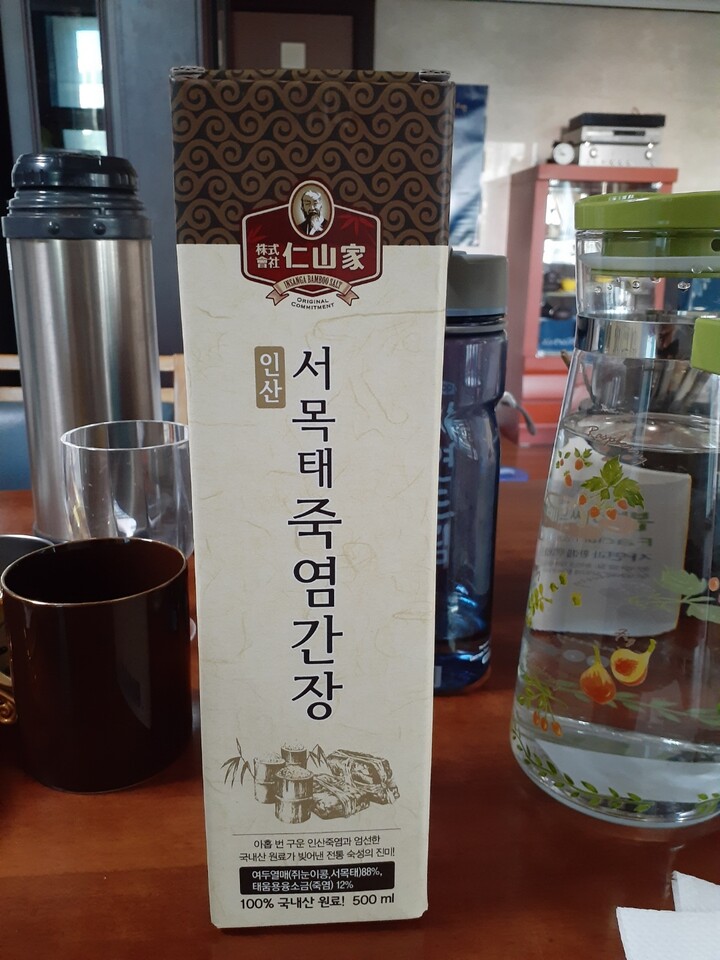 株式
會社
仁山家
INSANGA BAMBOO SALT
ORIGINAL
COMMITMENT
인산
서목태죽염간장
아홉 번 구운 인산죽염과 엄선한
국내산 원료가 빚어낸 전통 숙성의 진미!
여두열매(쥐눈이콩,서목태)88%,
태움용융소금(죽염) 12%
100% 국내산 원료! 500 ml